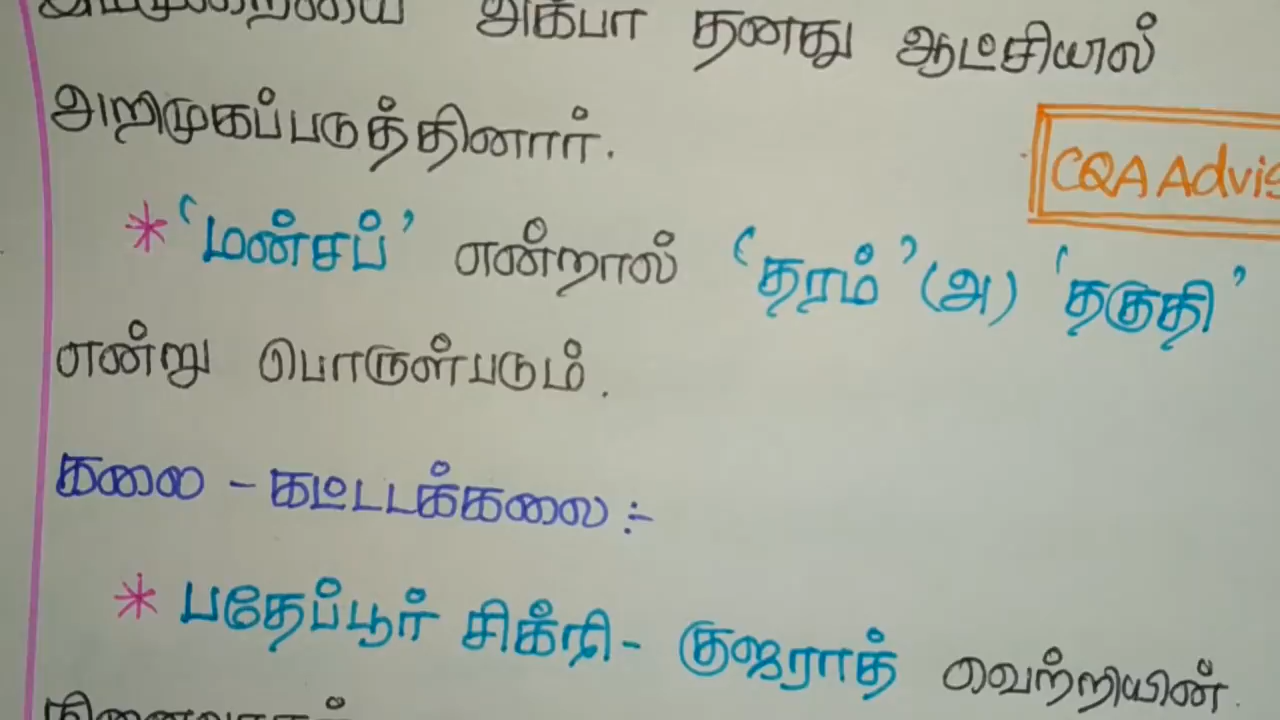 அக்பர் தனது ஆட்சியில்
அறிமுகப்படுத்தினார்.
CQA Advis
* 'மன்சப்' என்றால் 'தரம்' (அ) 'தகுதி'
என்று பொருள்படும்.
கலை - கட்டடக்கலை :-
* பதேப்பூர் சிக்ரி - குஜராத் வெற்றியின்